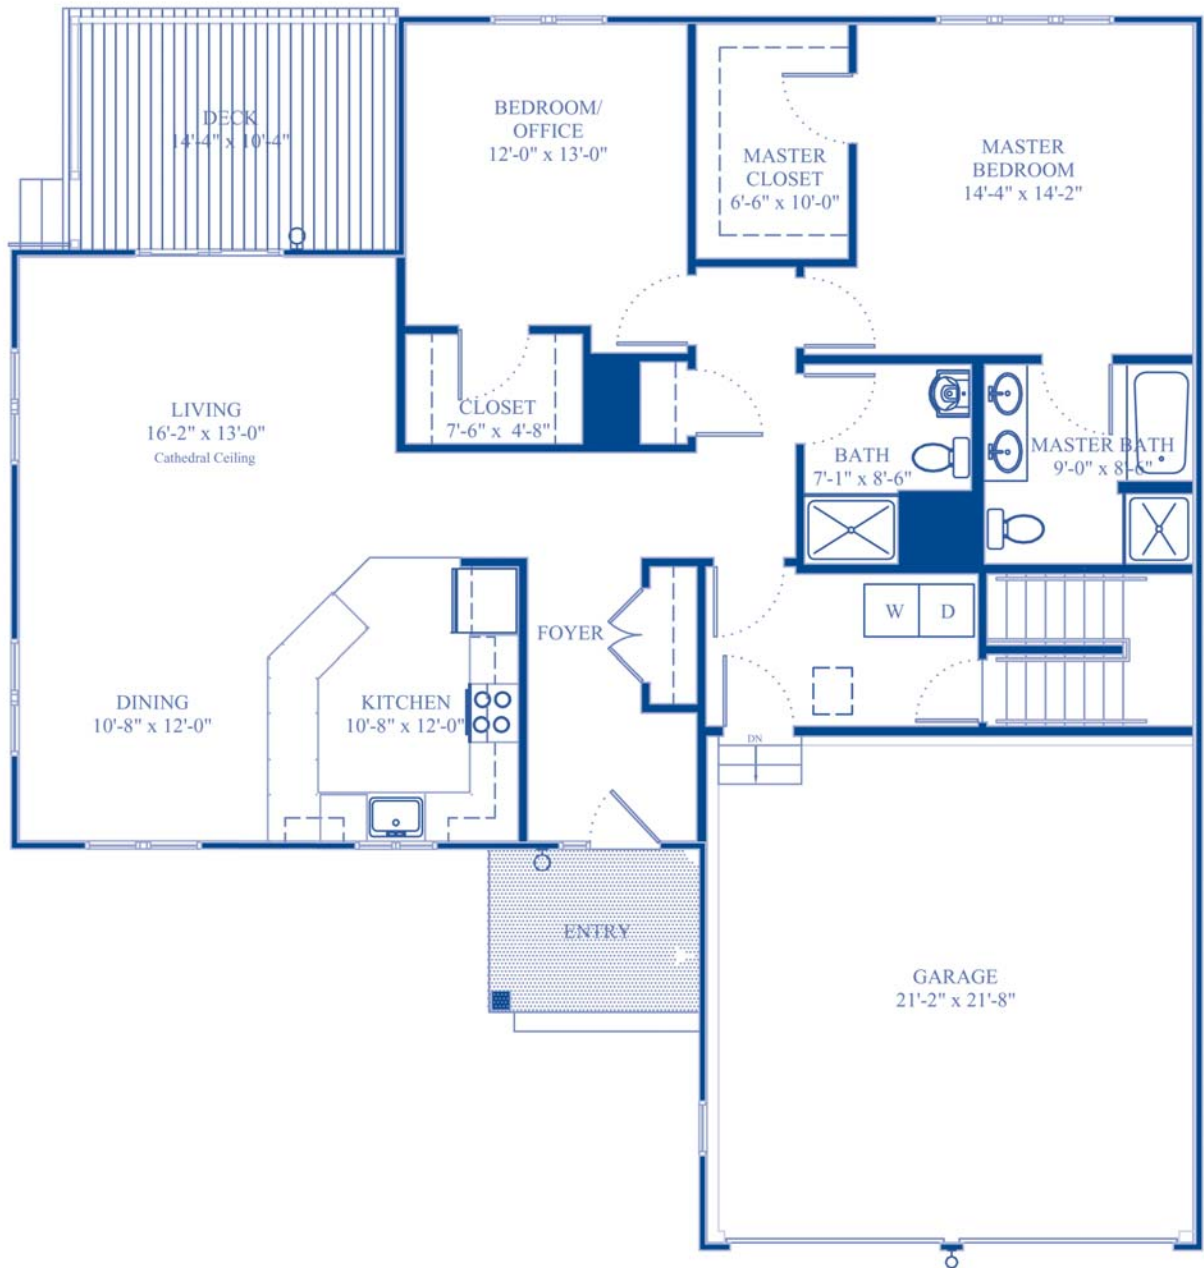 DECK
14'-4" x 10'-4"
BEDROOM/
OFFICE
12'-0" x 13'-0"
MASTER
CLOSET
6'-6" x 10'-0"
MASTER
BEDROOM
14'-4" x 14'-2"
LIVING
16'-2" x 13'-0"
Cathedral Ceiling
CLOSET
7'-6" x 4'-8"
BATH
7'-1" x 8'-6"
MASTER BATH
9'-0" x 8'-6"
W
D
FOYER
DINING
10'-8" x 12'-0"
KITCHEN
10'-8" x 12'-0"
DN
ENTRY
GARAGE
21'-2" x 21'-8"